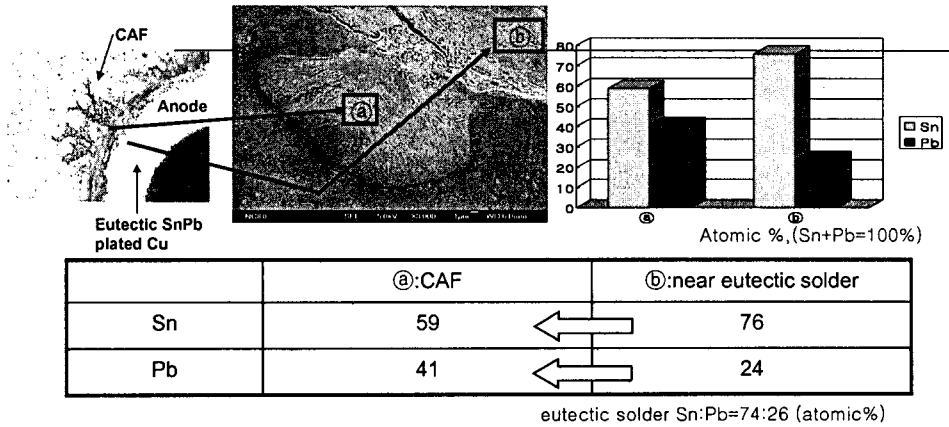 CAF
Anode
Eutectic SnPb
plated Cu
ⓐ
ⓑ
80
70
60
50
40
30
20
10
0
ⓐ
ⓑ
Sn
Pb
Atomic %,(Sn+Pb=100%)
ⓐ:CAF ⓑ:near eutectic solder
Sn 59 76
Pb 41 24
eutectic solder Sn:Pb=74:26 (atomic%)